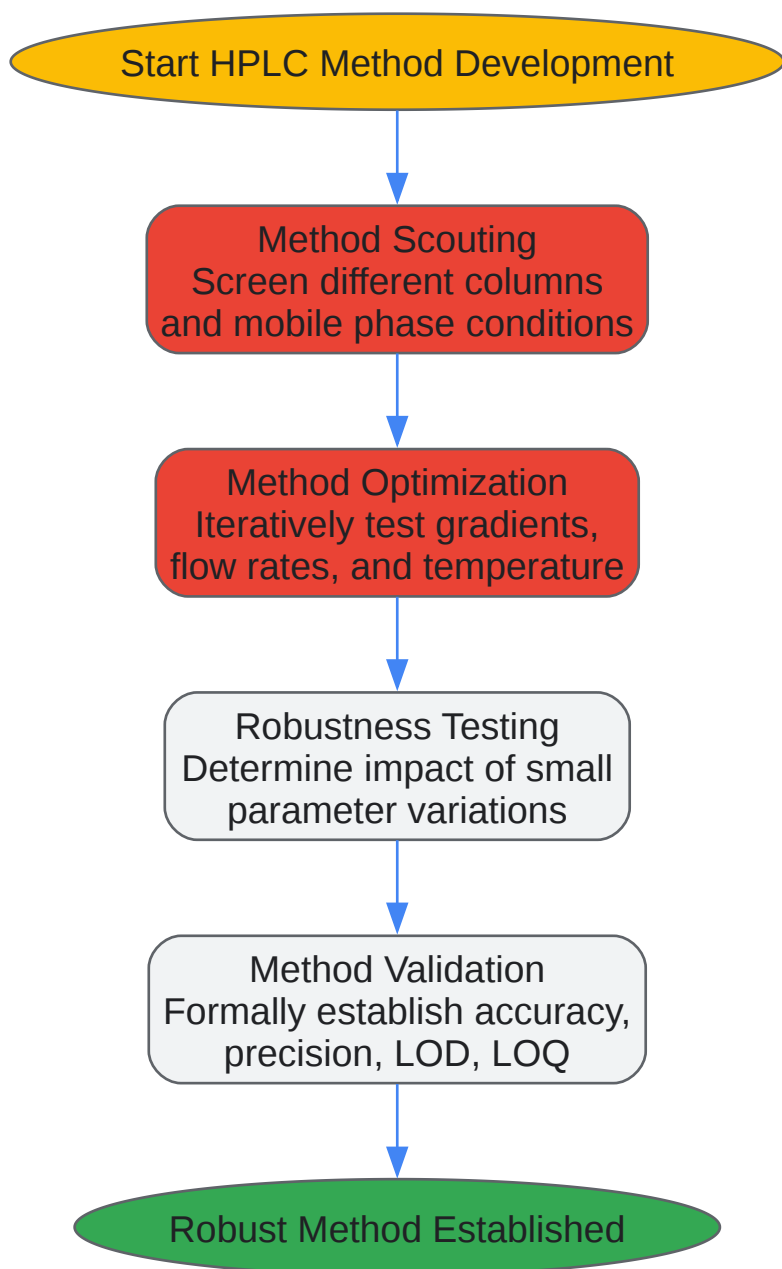 Start HPLC Method Development
Method Scouting
Screen different columns
and mobile phase conditions
Method Optimization
Iteratively test gradients,
flow rates, and temperature
Robustness Testing
Determine impact of small
parameter variations
Method Validation
Formally establish accuracy,
precision, LOD, LOQ
Robust Method Established